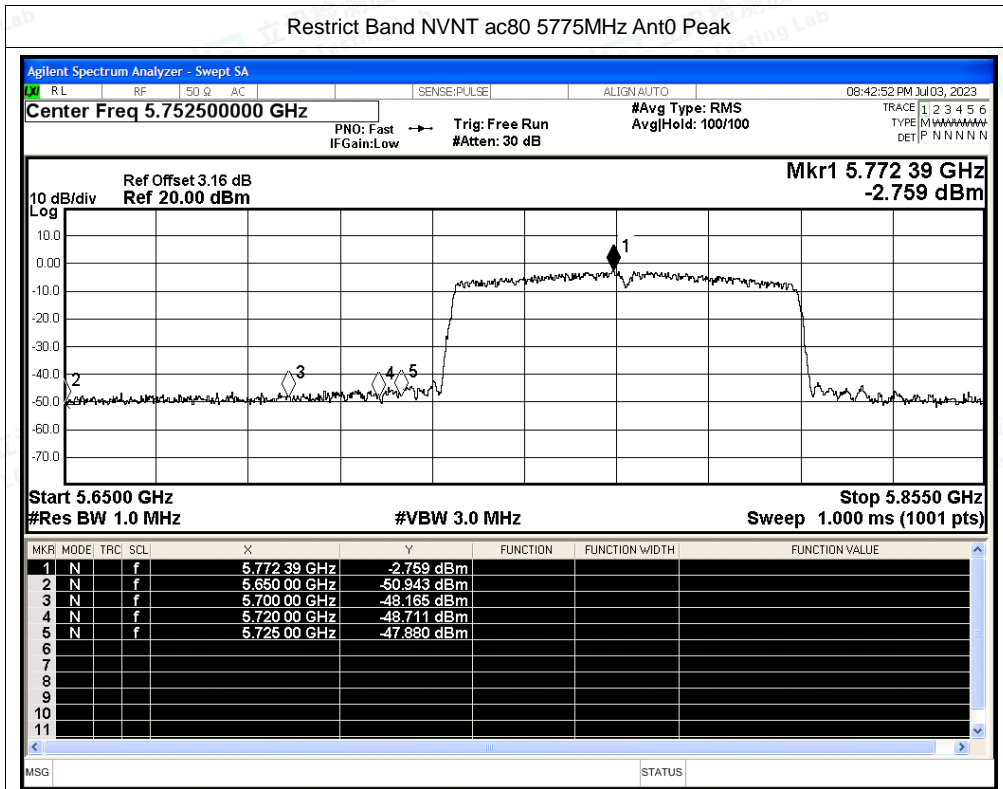 Restrict Band NVNT ac80 5775MHz Ant0 Peak
Agilent Spectrum Analyzer - Swept SA
LXI RL RF 50 Ω AC SENSE:PULSE ALIGN AUTO 08:42:52 PM Jul 03, 2023
Center Freq 5.752500000 GHz #Avg Type: RMS TRACE 1 2 3 4 5 6
PNO: Fast Trig: Free Run Avg|Hold: 100/100 TYPE M
IFGain:Low #Atten: 30 dB DET P N N N N N
Mkr1 5.772 39 GHz
Ref Offset 3.16 dB
10 dB/div Ref 20.00 dBm -2.759 dBm
Log
10.0
0.00
-10.0
-20.0
-30.0
-40.0
-50.0
-60.0
-70.0
1
2 3 4 5
Start 5.6500 GHz Stop 5.8550 GHz
#Res BW 1.0 MHz #VBW 3.0 MHz Sweep 1.000 ms (1001 pts)
MKR MODE TRC SCL X Y FUNCTION FUNCTION WIDTH FUNCTION VALUE
1 N f 5.772 39 GHz -2.759 dBm
2 N f 5.650 00 GHz -50.943 dBm
3 N f 5.700 00 GHz -48.165 dBm
4 N f 5.720 00 GHz -48.711 dBm
5 N f 5.725 00 GHz -47.880 dBm
6
7
8
9
10
11
MSG STATUS